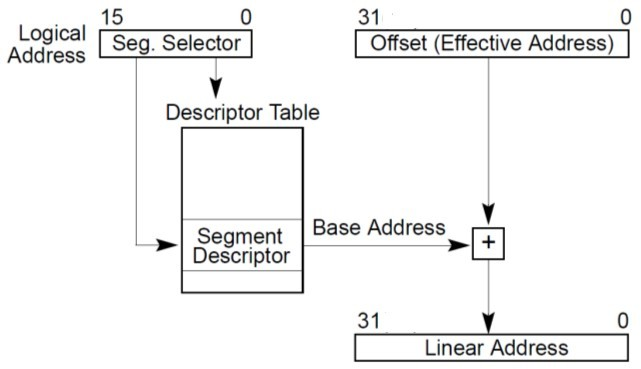 15 0 31 0
Logical Address
Seg. Selector
Offset (Effective Address)
Descriptor Table
Base Address
Segment
Descriptor
+
31 0
Linear Address